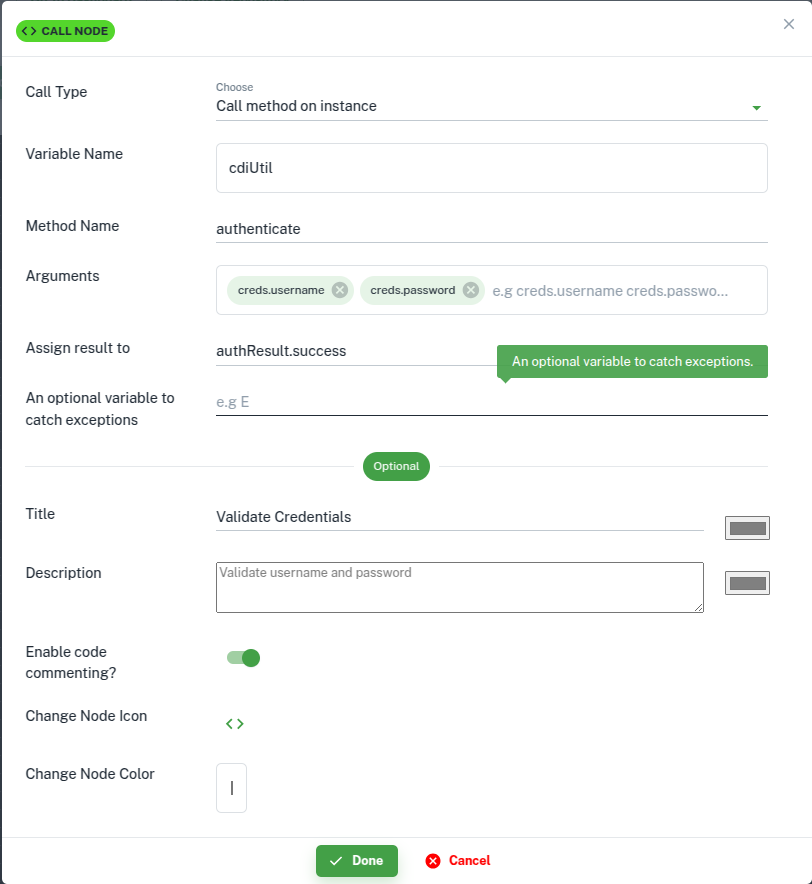 CALL NODE
Call Type
Choose
Call method on instance
Variable Name
cdiUtil
Method Name
authenticate
Arguments
creds.username creds.password e.g creds.username creds.passwo...
Assign result to
authResult.success
An optional variable to catch exceptions.
An optional variable to
catch exceptions
e.g E
Optional
Title
Validate Credentials
Description
Validate username and password
Enable code
commenting?
Change Node Icon
Change Node Color
Done Cancel